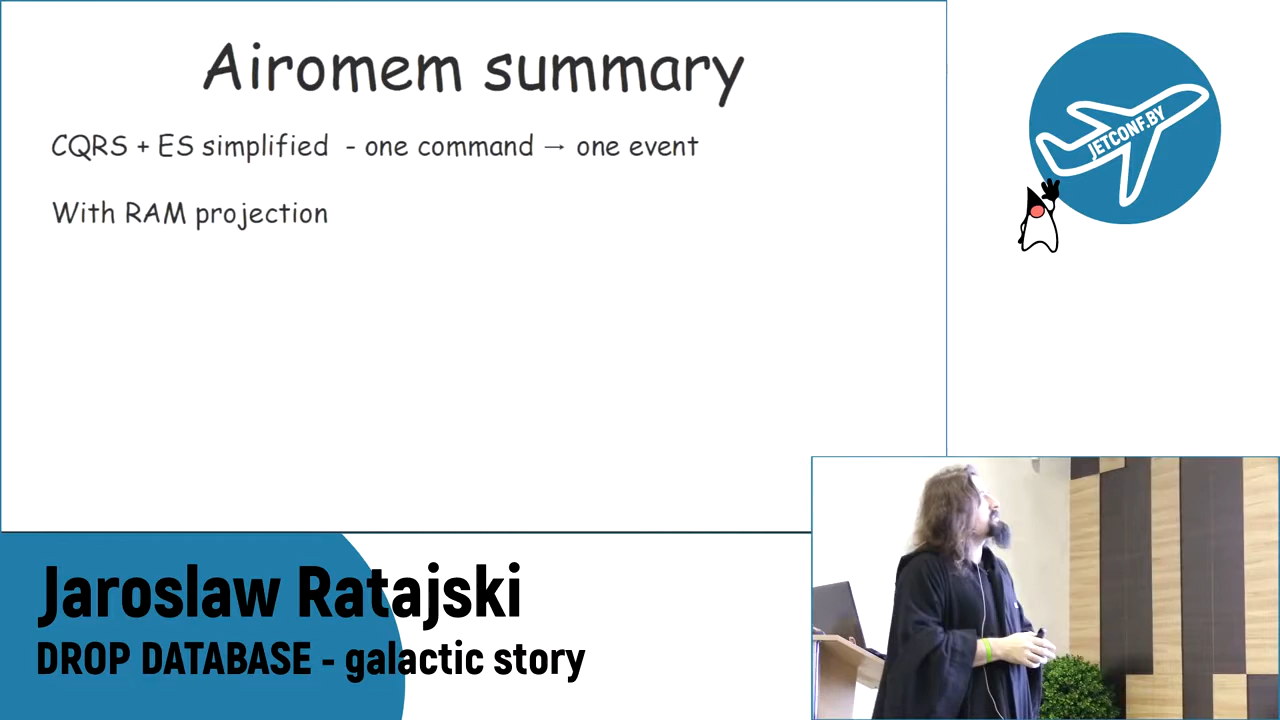 Airomem summary
CQRS + ES simplified - one command → one event
With RAM projection
JETCONF.BY
Jaroslaw Ratajski
DROP DATABASE - galactic story